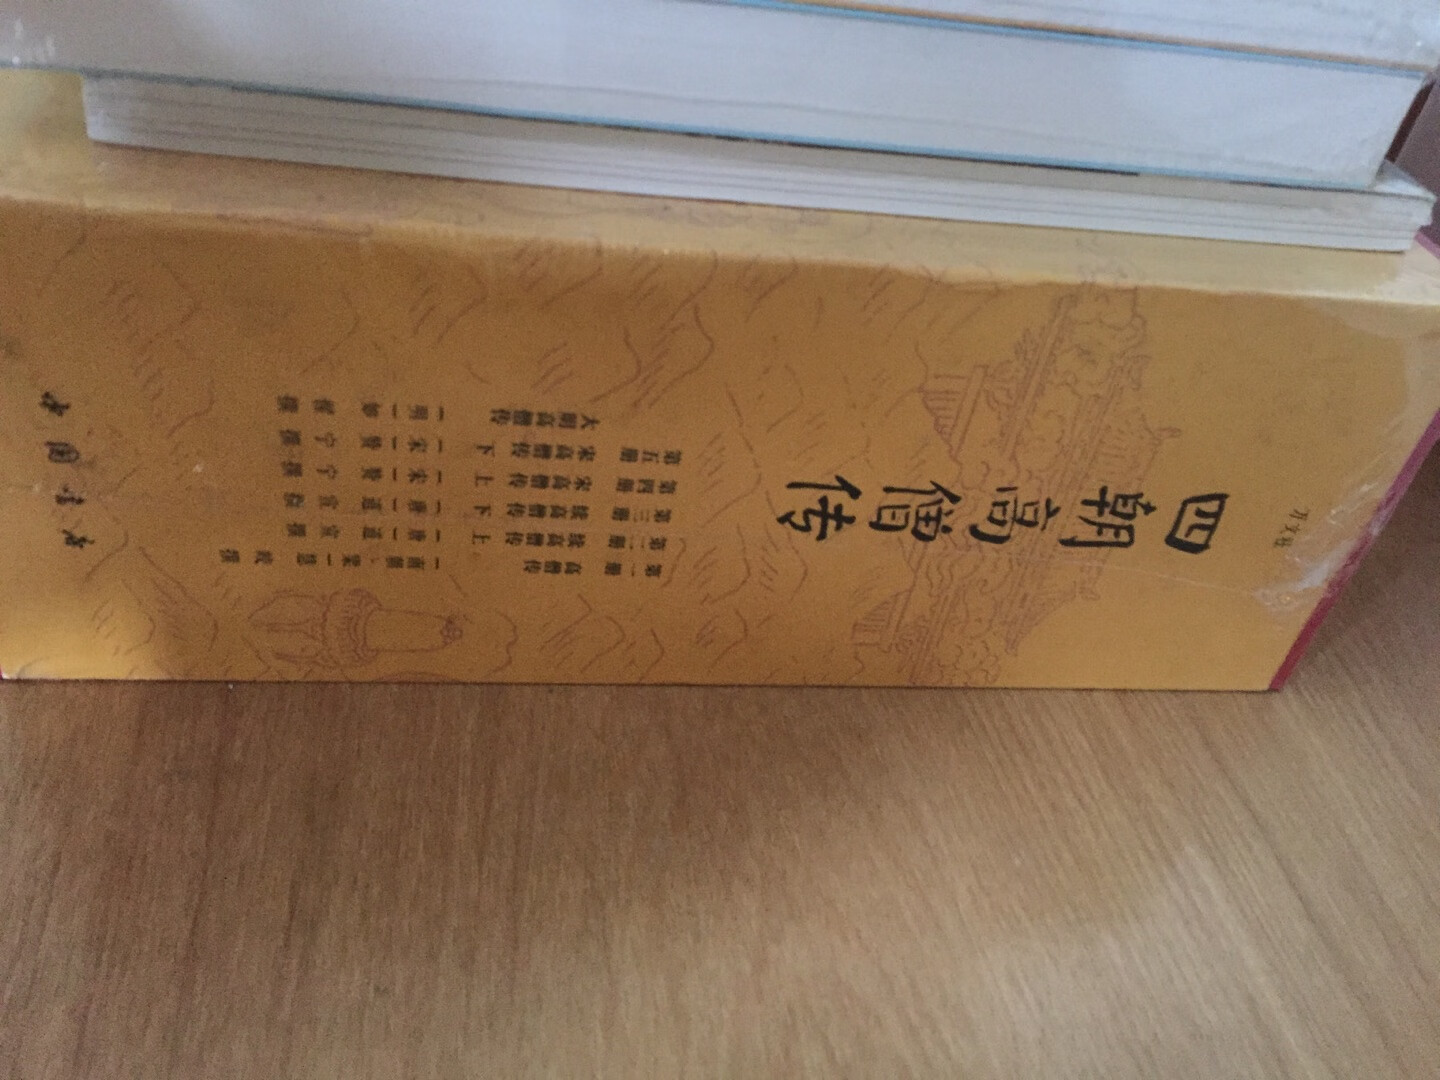 四朝高僧传
第一册 高僧传 （南朝·梁）慧 皎 撰
第二册 续高僧传 上 （唐）道 宣 撰
第三册 续高僧传 下 （唐）道 宣 撰
第四册 宋高僧传 上 （宋）赞 宁 撰
第五册 宋高僧传 下 （宋）赞 宁 撰
大明高僧传 （明）如 惺 撰
中国书店